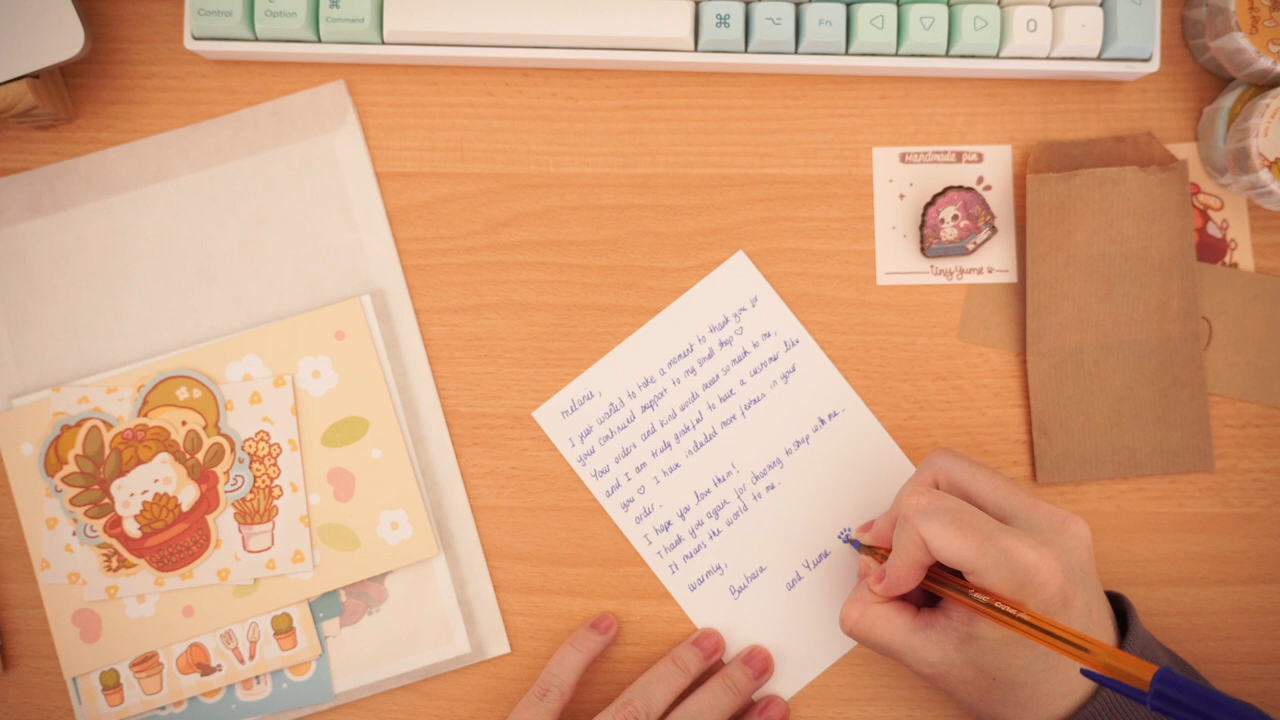 Control
Option
⌘
Command
⌘
Fn
0
.
Handmade pin
tinyYume
melanie,
I just wanted to take a moment to thank you for
your continued support to my small shop ♡
Your orders and kind words mean so much to me,
and I am truly grateful to have a customer like
you ♡ I have included more freebies in your
order.
I hope you love them!
Thank you again for choosing to shop with me.
It means the world to me.
warmly,
Barbara
and Yume
BIC Cristal